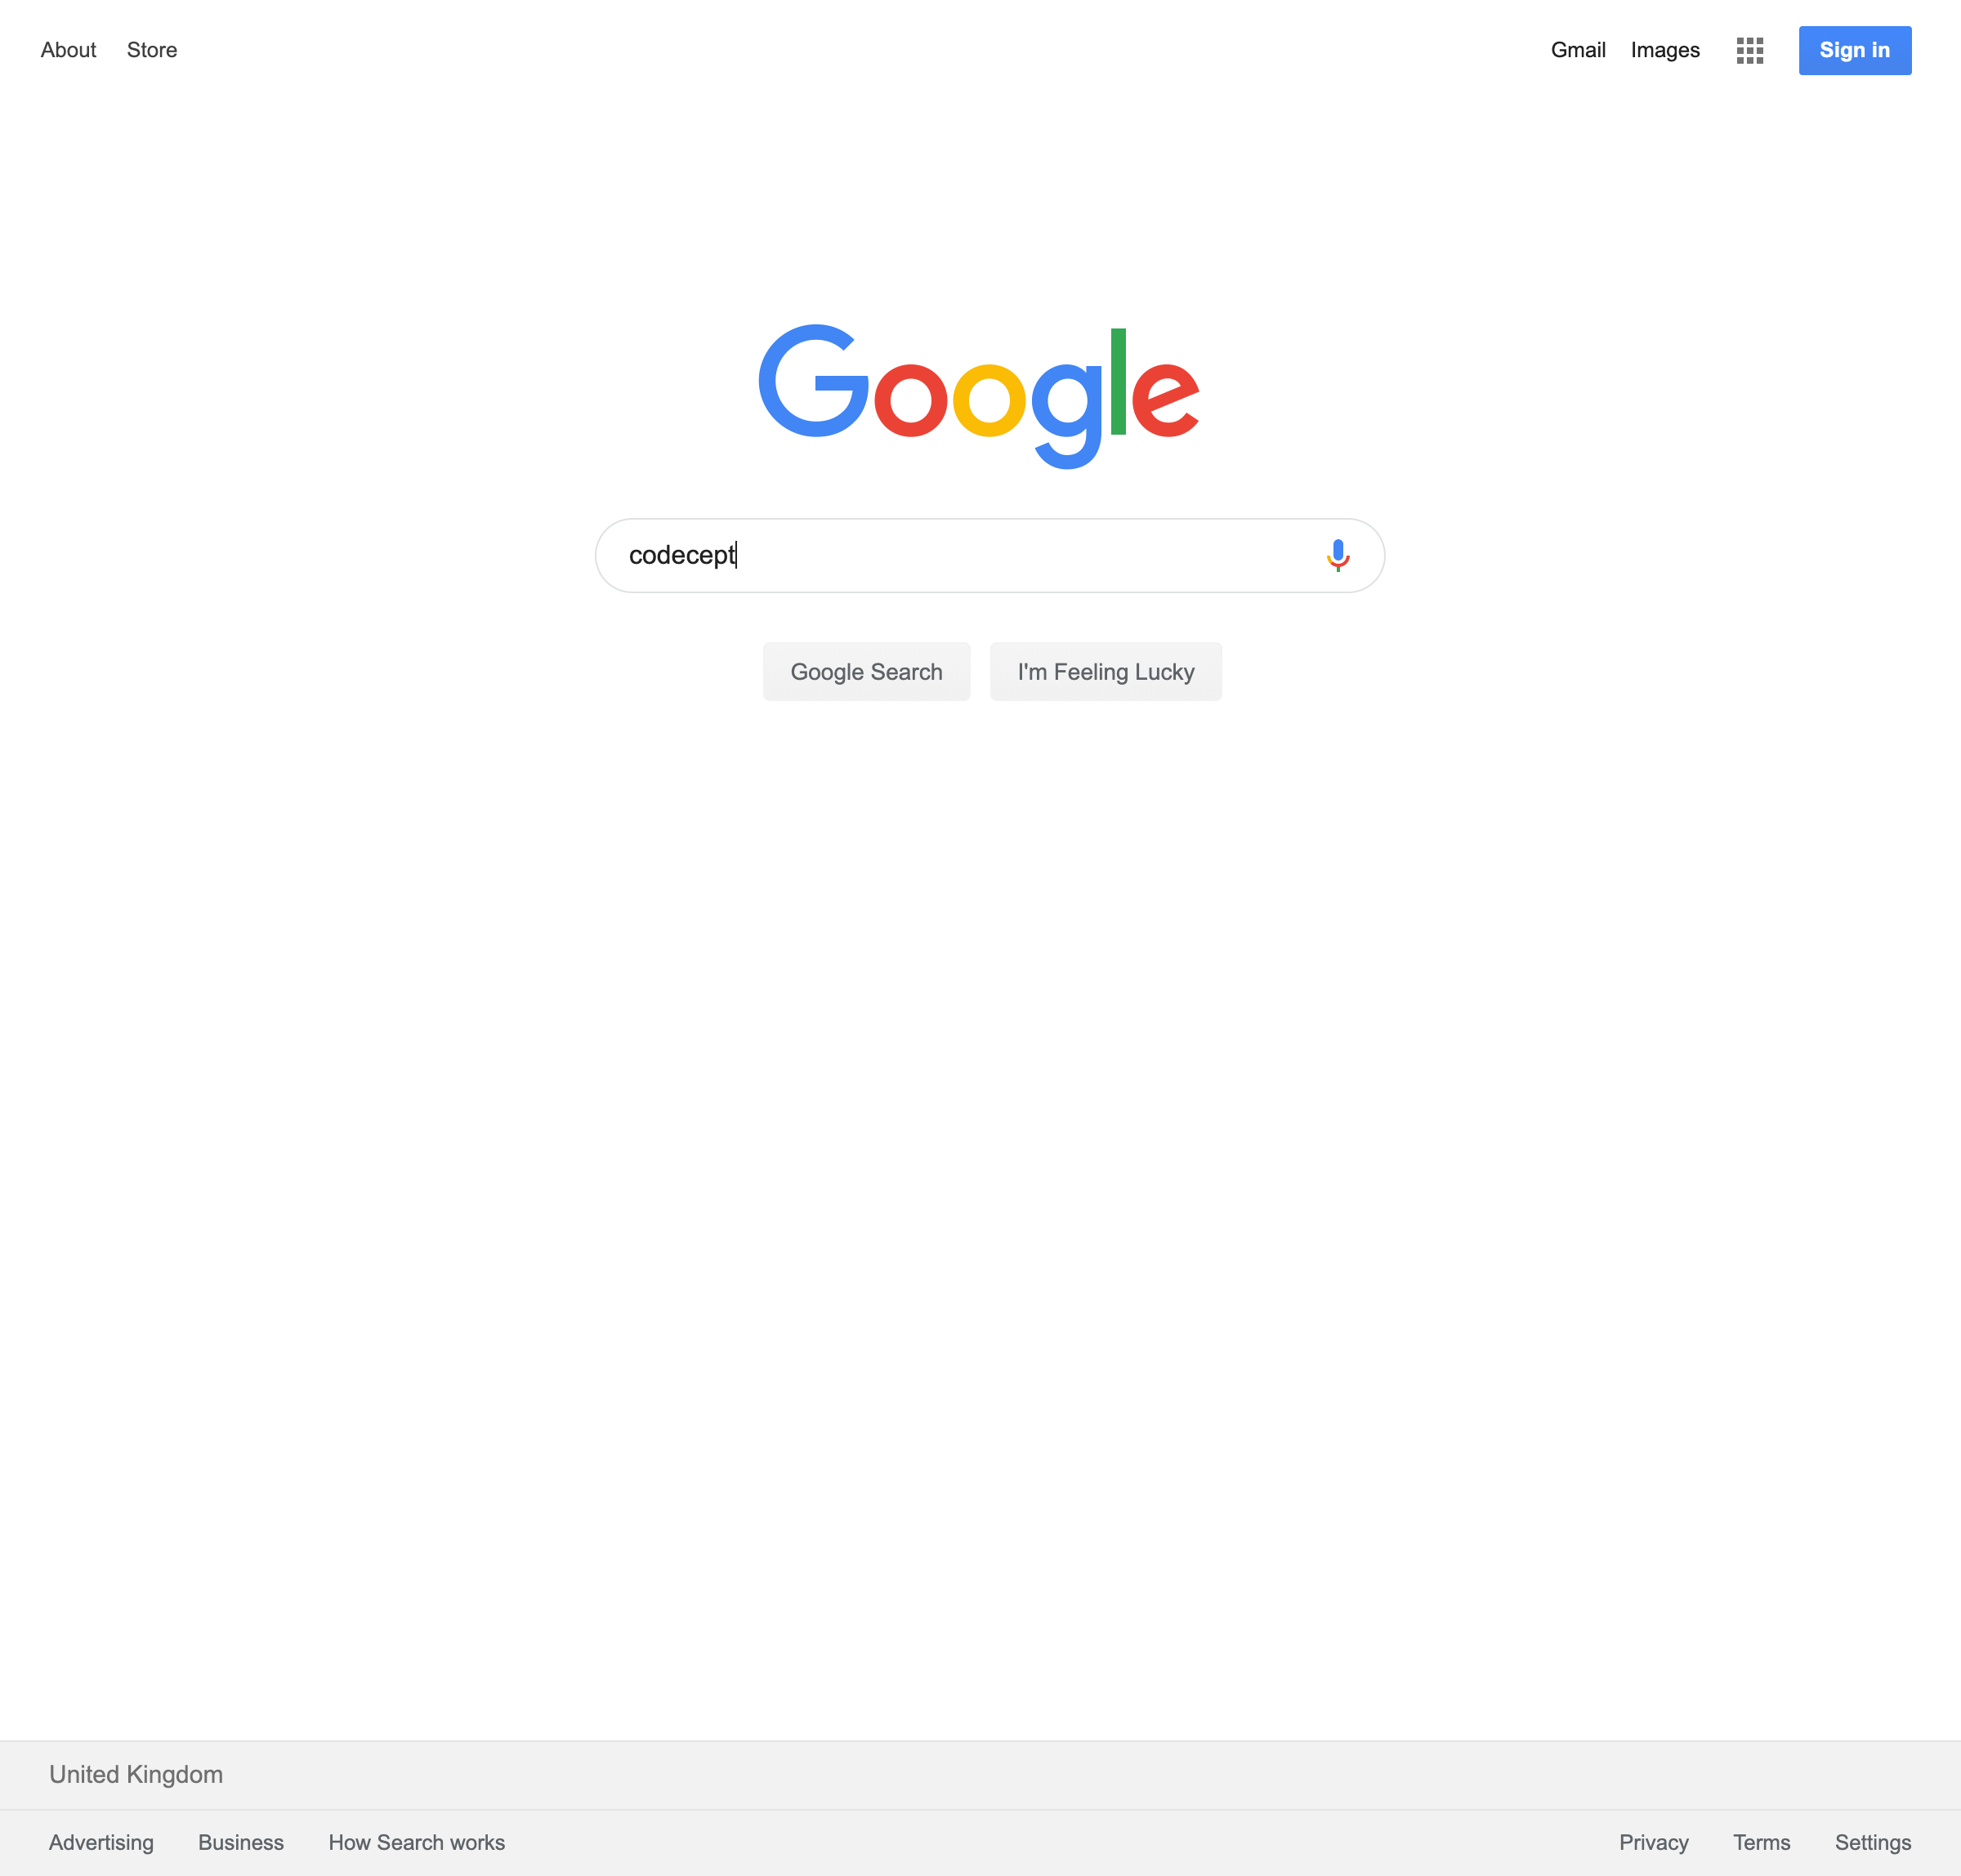 About Store Gmail Images Sign in
Google
codecept
Google Search I'm Feeling Lucky
United Kingdom
Advertising Business How Search works Privacy Terms Settings